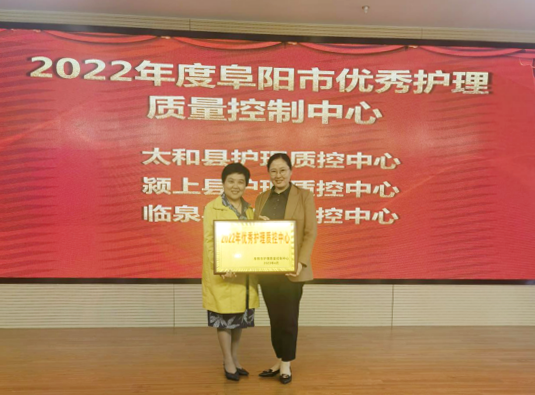 2022年度阜阳市优秀护理
质量控制中心
太和县护理质控中心
颍上县护理质控中心
临泉
控中心
2022年优秀护理质控中心